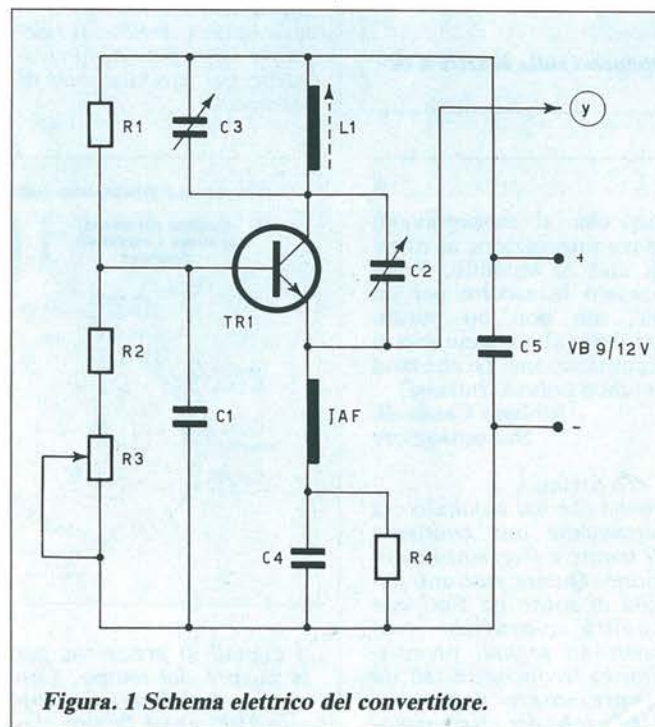 R1
C3
L1
y
TR1
C2
+
R2
C1
C5
VB 9/12V
JAF
-
R3
C4
R4
Figura. 1 Schema elettrico del convertitore.